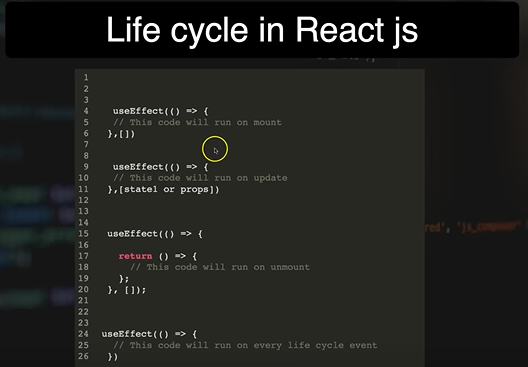 Life cycle in React js
1
2
3
4 useEffect(() => {
5 // This code will run on mount
6 },[])
7
8
9 useEffect(() => {
10 // This code will run on update
11 },[state1 or props])
12
13
14
15 useEffect(() => {
16
17 return () => {
18 // This code will run on unmount
19 };
20 }, []);
21
22
23
24 useEffect(() => {
25 // This code will run on every life cycle event
26 })